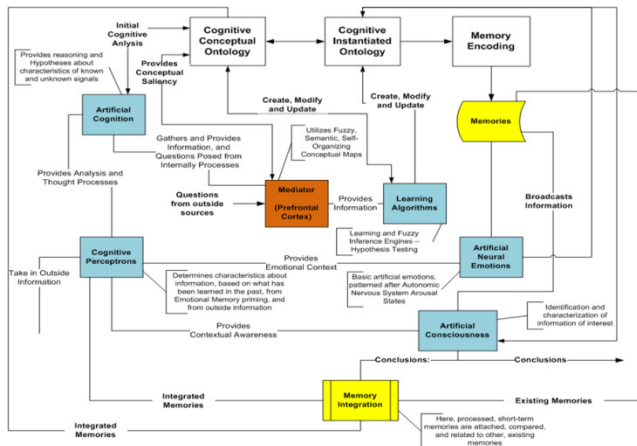 Initial
Cognitive
Anlysis
Cognitive
Conceptual
Ontology
Cognitive
Instantiated
Ontology
Memory
Encoding
Provides reasoning and
Hypotheses about
characteristics of known
and unknown signals
Provides
Conceptual
Saliency
Artificial
Cognition
Create, Modify
and Update
Create, Modify
and Update
Memories
Gathers and Provides
Information, and
Questions Posed from
Internally Processes
Utilizes Fuzzy,
Semantic, Self-
Organizing
Conceptual Maps
Provides Analysis and
Thought Processes
Questions
from outside
sources
Mediator
(Prefrontal
Cortex)
Provides
Information
Learning
Algorithms
Broadcasts
Information
Learning and Fuzzy
Inference Engines -
Hypothesis Testing
Cognitive
Perceptrons
Provides
Emotional Context
Artificial
Neural
Emotions
Take in Outside
Information
Determines characteristics about
information, based on what has
been learned in the past, from
Emotional Memory priming, and
from outside information
Basic artificial emotions,
patterned after Autonomic
Nervous System Arousal
States
Identification and
characterization of
information of interest
Provides
Contextual Awareness
Artificial
Consciousness
Conclusions:
Conclusions
Integrated
Memories
Memory
Integration
Existing Memories
Integrated
Memories
Here, processed, short-term
memories are attached, compared,
and related to other, existing
memories